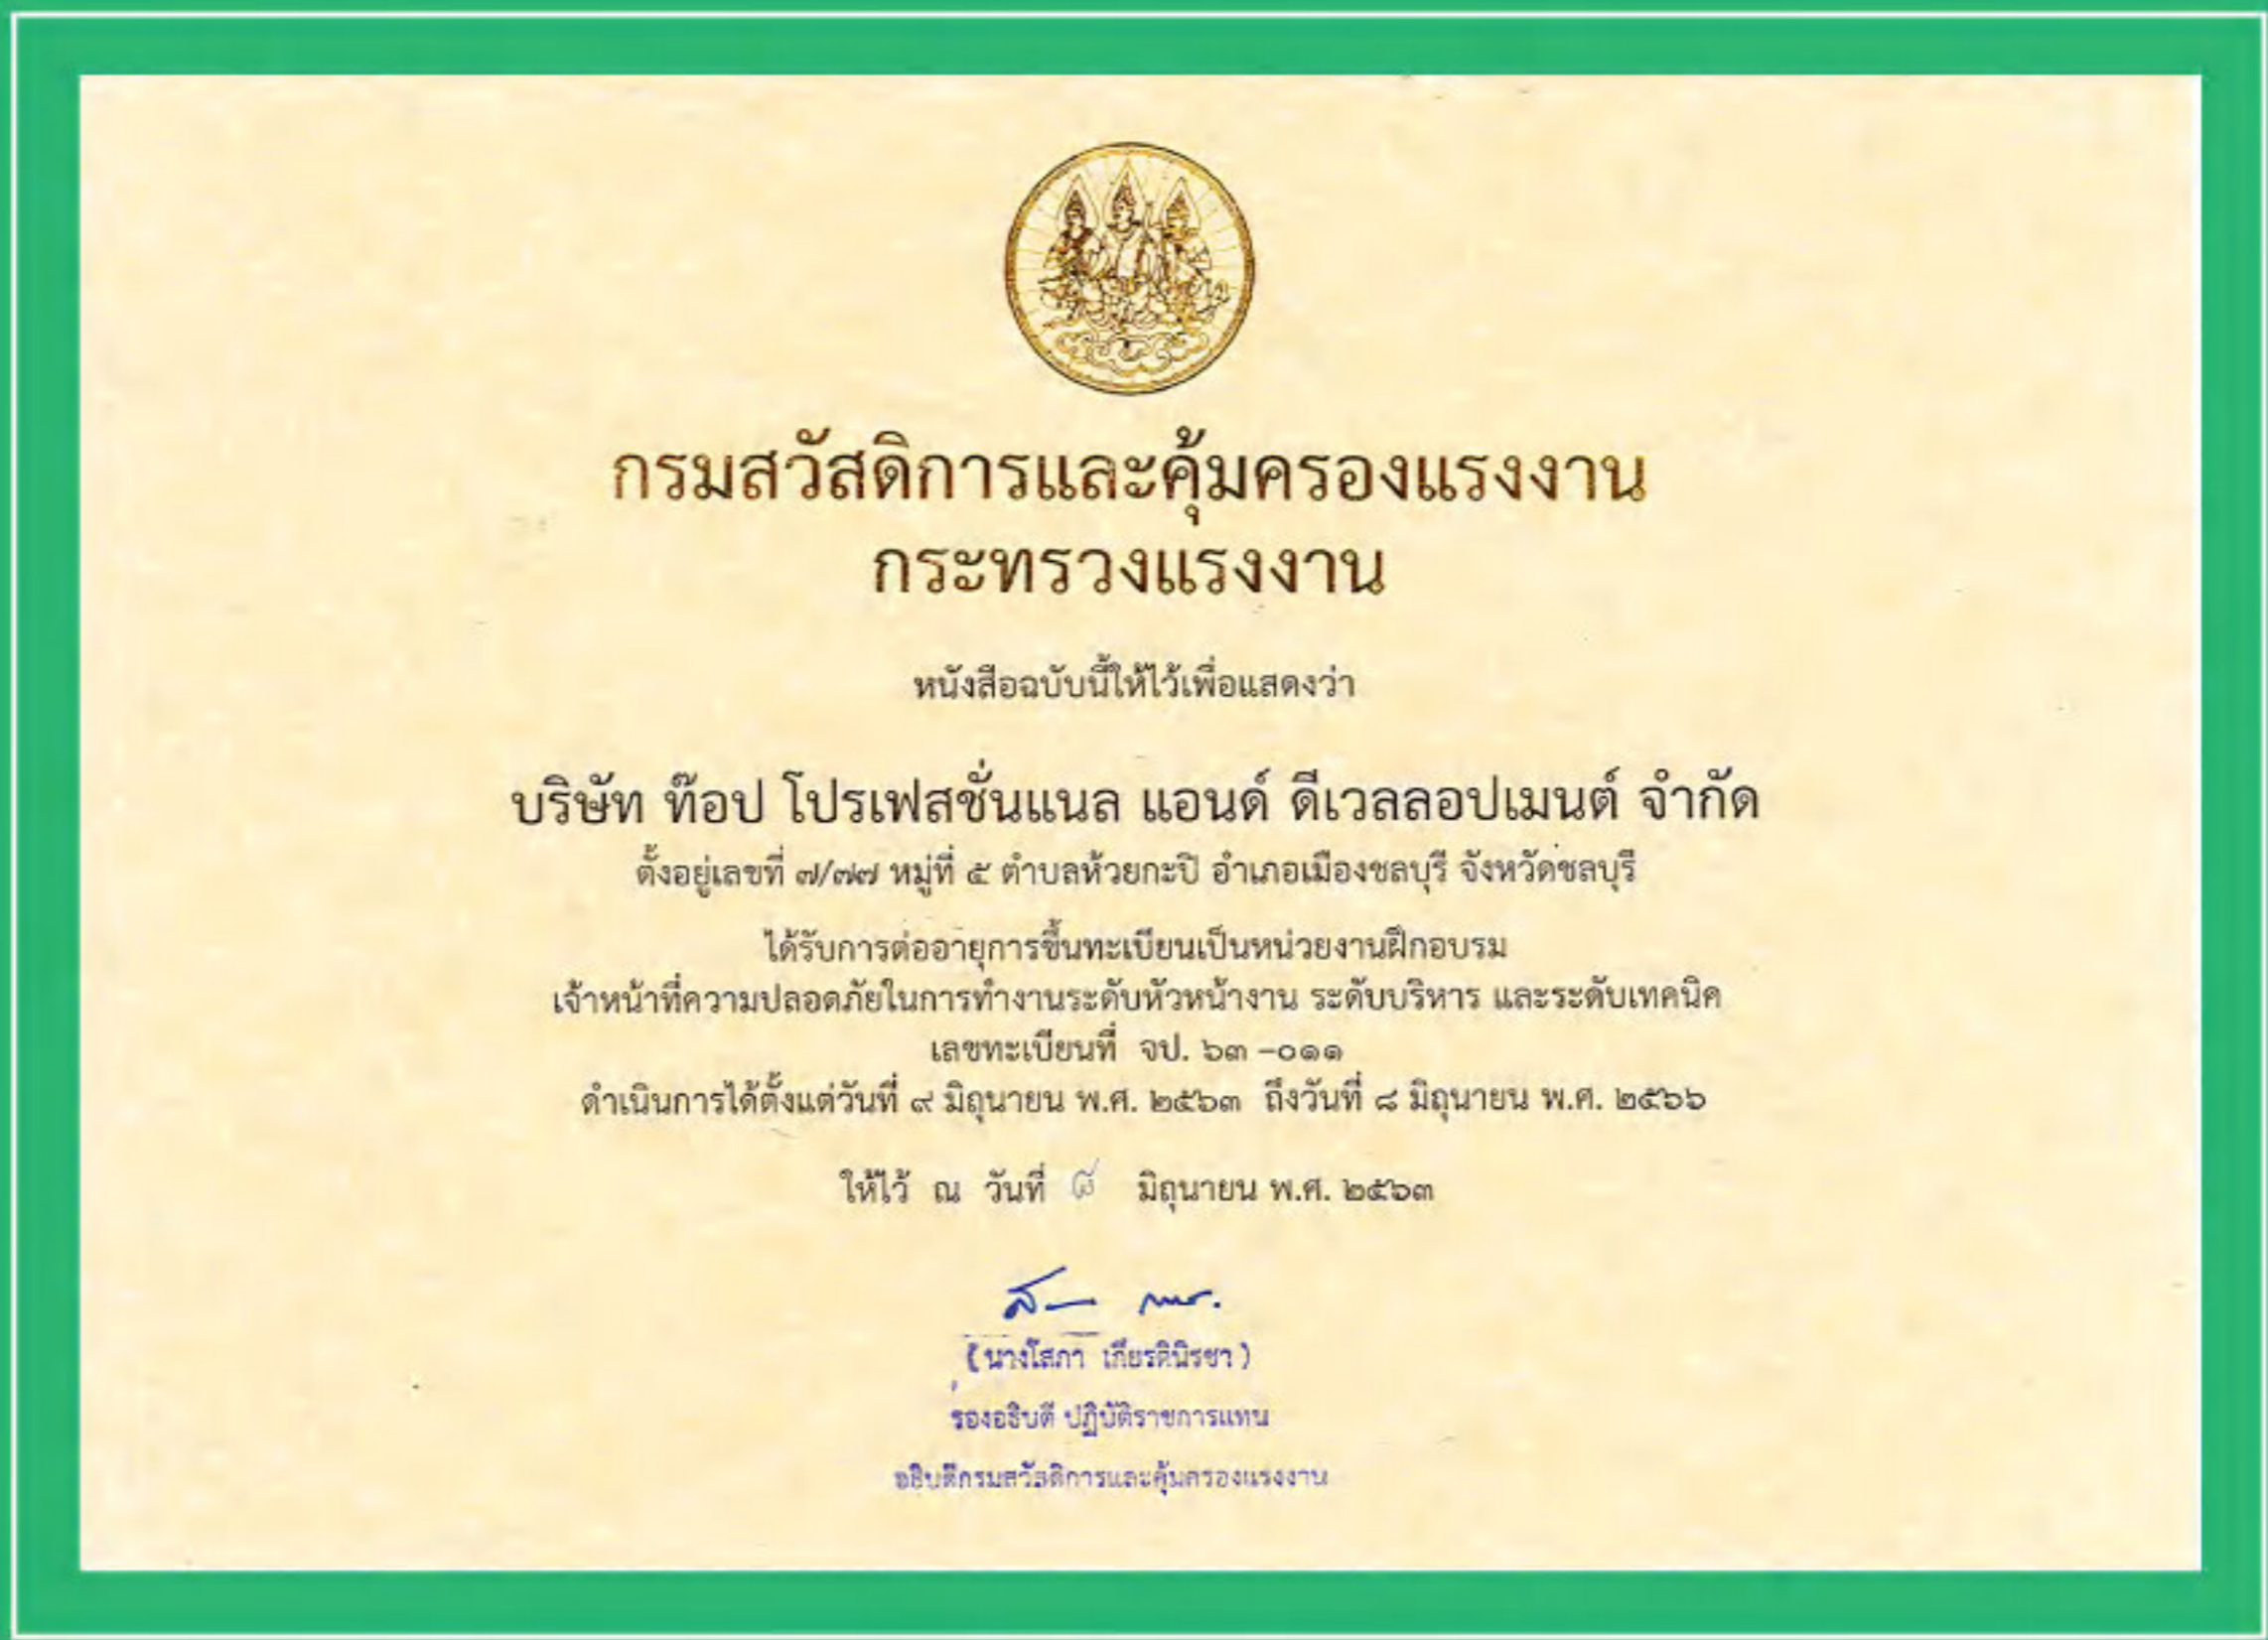 กรมสวัสดิการและคุ้มครองแรงงาน
กระทรวงแรงงาน
หนังสือฉบับนี้ให้ไว้เพื่อแสดงว่า
บริษัท ท๊อป โปรเฟสชั่นแนล แอนด์ ดีเวลลอปเมนต์ จำกัด
ตั้งอยู่เลขที่ ๗/๗๗ หมู่ที่ ๕ ตำบลห้วยกะปิ อำเภอเมืองชลบุรี จังหวัดชลบุรี
ได้รับการต่ออายุการขึ้นทะเบียนเป็นหน่วยงานฝึกอบรม
เจ้าหน้าที่ความปลอดภัยในการทำงานระดับหัวหน้างาน ระดับบริหาร และระดับเทคนิค
เลขทะเบียนที่ จป. ๖๓ -๐๑๑
ดำเนินการได้ตั้งแต่วันที่ ๙ มิถุนายน พ.ศ. ๒๕๖๓ ถึงวันที่ ๘ มิถุนายน พ.ศ. ๒๕๖๖
ให้ไว้ ณ วันที่ ๘ มิถุนายน พ.ศ. ๒๕๖๓
(นางโสภา เกียรตินิรชา)
รองอธิบดี ปฏิบัติราชการแทน
อธิบดีกรมสวัสดิการและคุ้มครองแรงงาน